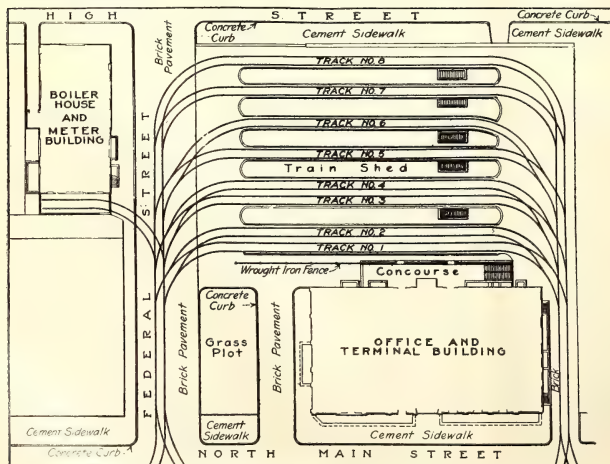 HIGH STREET
Concrete Curb
Concrete Curb
Cement Sidewalk
Cement Sidewalk
Brick Pavement
TRACK NO. 8
TRACK NO. 7
BOILER
HOUSE
AND
METER
BUILDING
TRACK NO. 6
TRACK NO. 5
Train Shed
TRACK NO. 4
TRACK NO. 3
TRACK NO. 2
TRACK NO. 1
FEDERAL STREET
Wrought Iron Fence
Concourse
Concrete
Curb
Grass
Plot
Brick Pavement
Brick Pavement
OFFICE AND
TERMINAL BUILDING
Brick
Cement Sidewalk
Cement
Sidewalk
Cement Sidewalk
Concrete Curb
NORTH MAIN STREET